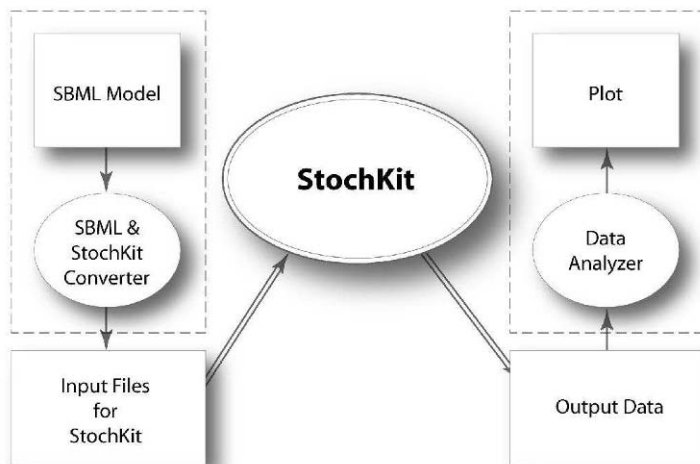 SBML Model
SBML &
StochKit
Converter
Input Files
for
StochKit
StochKit
Plot
Data
Analyzer
Output Data